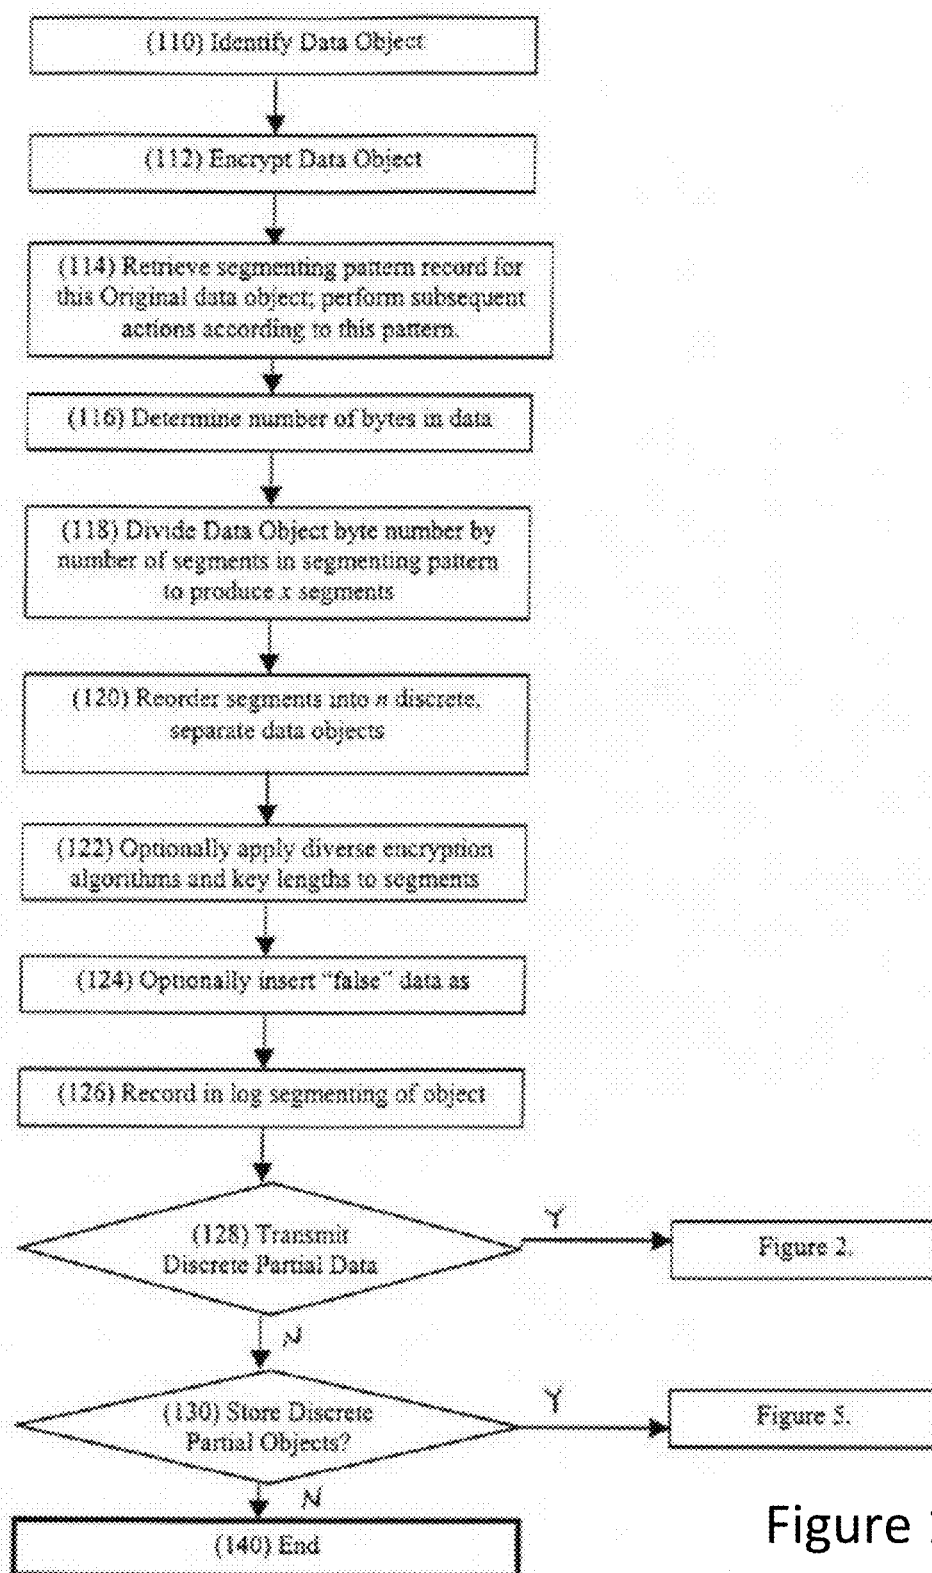 (110) Identify Data Object
(112) Encrypt Data Object
(114) Retrieve segmenting pattern record for
this Original data object; perform subsequent
actions according to this pattern.
(116) Determine number of bytes in data
(118) Divide Data Object byte number by
number of segments in segmenting pattern
to produce x segments
(120) Reorder segments into n discrete,
separate data objects
(122) Optionally apply diverse encryption
algorithms and key lengths to segments
(124) Optionally insert “false” data as
(126) Record in log segmenting of object
(128) Transmit
Discrete Partial Data
Y
Figure 2.
N
(130) Store Discrete
Partial Objects?
Y
Figure 5.
N
(140) End
Figure